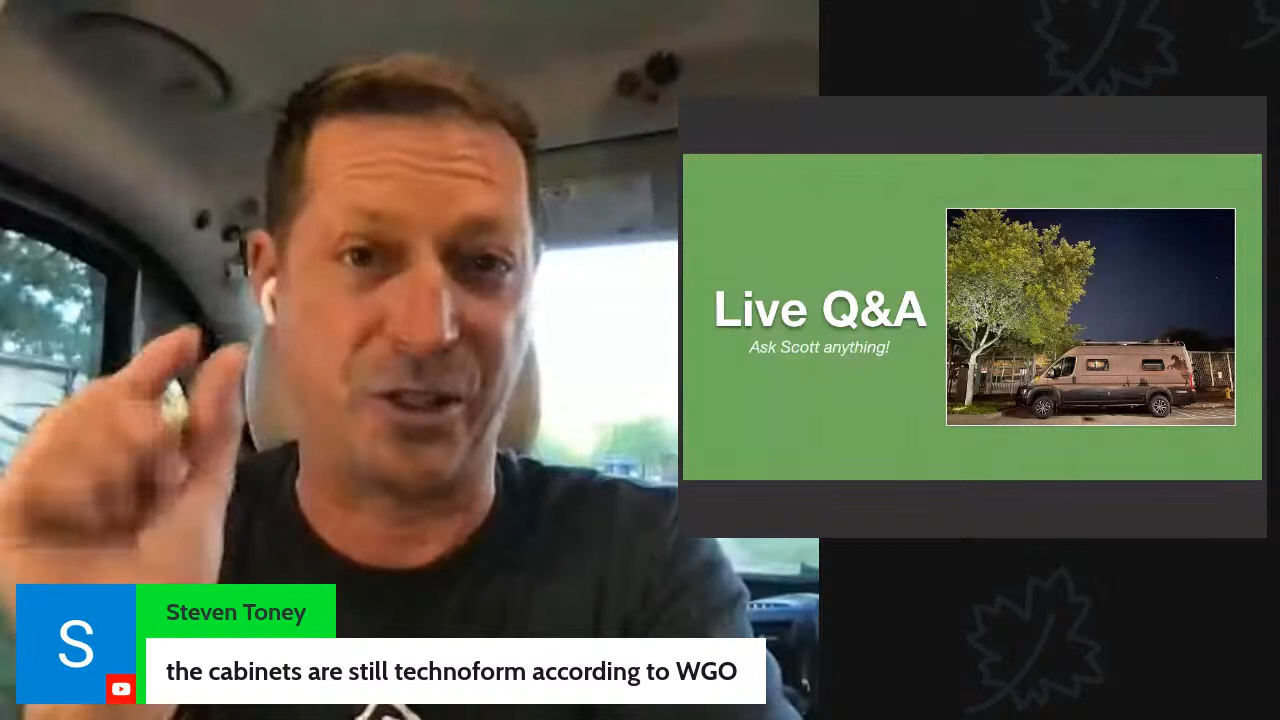 Live Q&A
Ask Scott anything!
S
Steven Toney
the cabinets are still technoform according to WGO